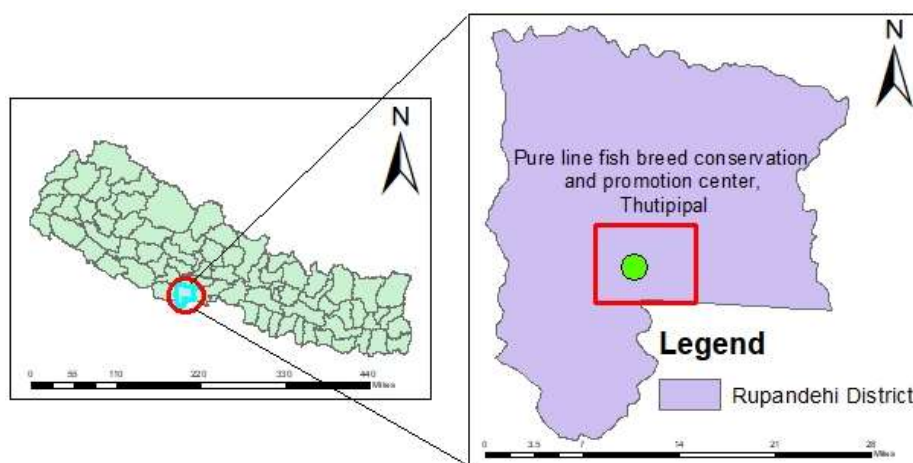 N
0 55 110 220 330 440
Miles
N
Pure line fish breed conservation
and promotion center,
Thutipipal
Legend
Rupandehi District
0 3.5 7 14 21 28
Miles